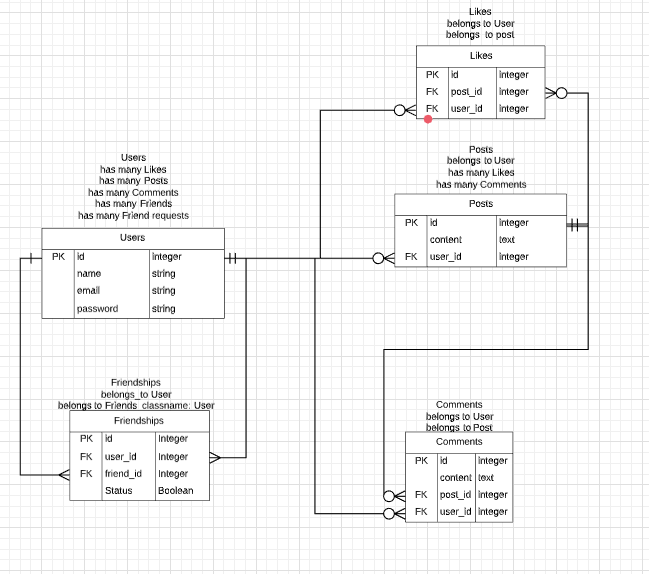 Likes
belongs to User
belongs to post
Likes
PK id integer
FK post_id integer
FK user_id integer
Users
has many Likes
has many Posts
has many Comments
has many Friends
has many Friend requests
Users
PK id integer
name string
email string
password string
Posts
belongs to User
has many Likes
has many Comments
Posts
PK id integer
content text
FK user_id integer
Friendships
belongs_to User
belongs to Friends classname: User
Friendships
PK id Integer
FK user_id Integer
FK friend_id Integer
Status Boolean
Comments
belongs to User
belongs to Post
Comments
PK id integer
content text
FK post_id integer
FK user_id integer